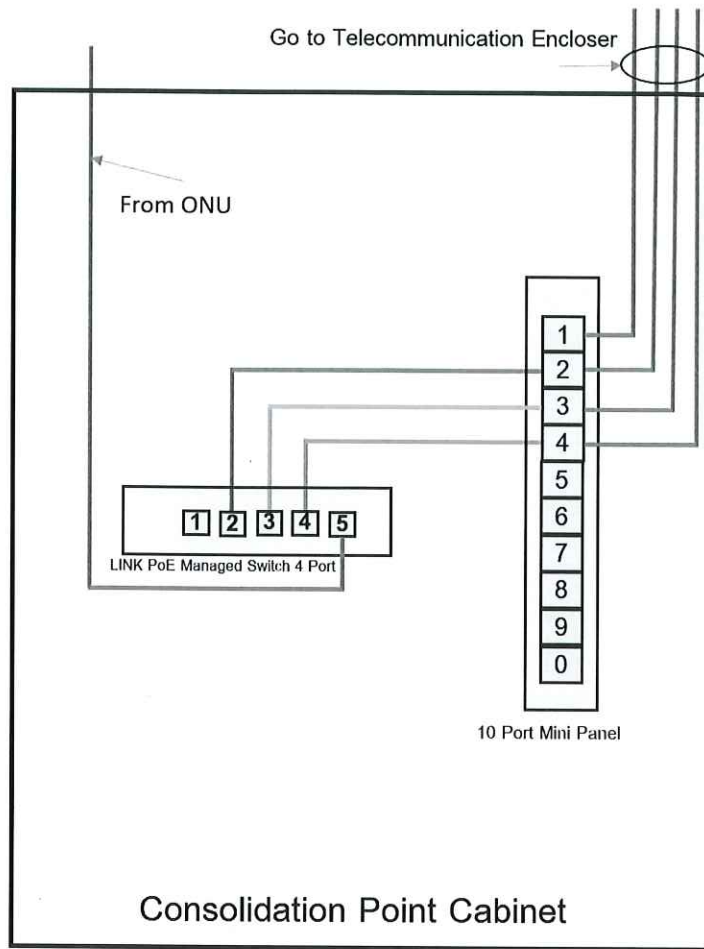 Go to Telecommunication Encloser
From ONU
1
2
3
4
5
6
7
8
9
0
1 2 3 4 5
LINK PoE Managed Switch 4 Port
10 Port Mini Panel
Consolidation Point Cabinet